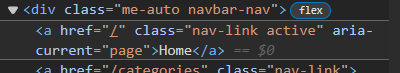 <div class="me-auto navbar-nav"> flex
<a href="/" class="nav-link active" aria-
current="page">Home</a> == $0
<a href="/categories" class="nav-link">